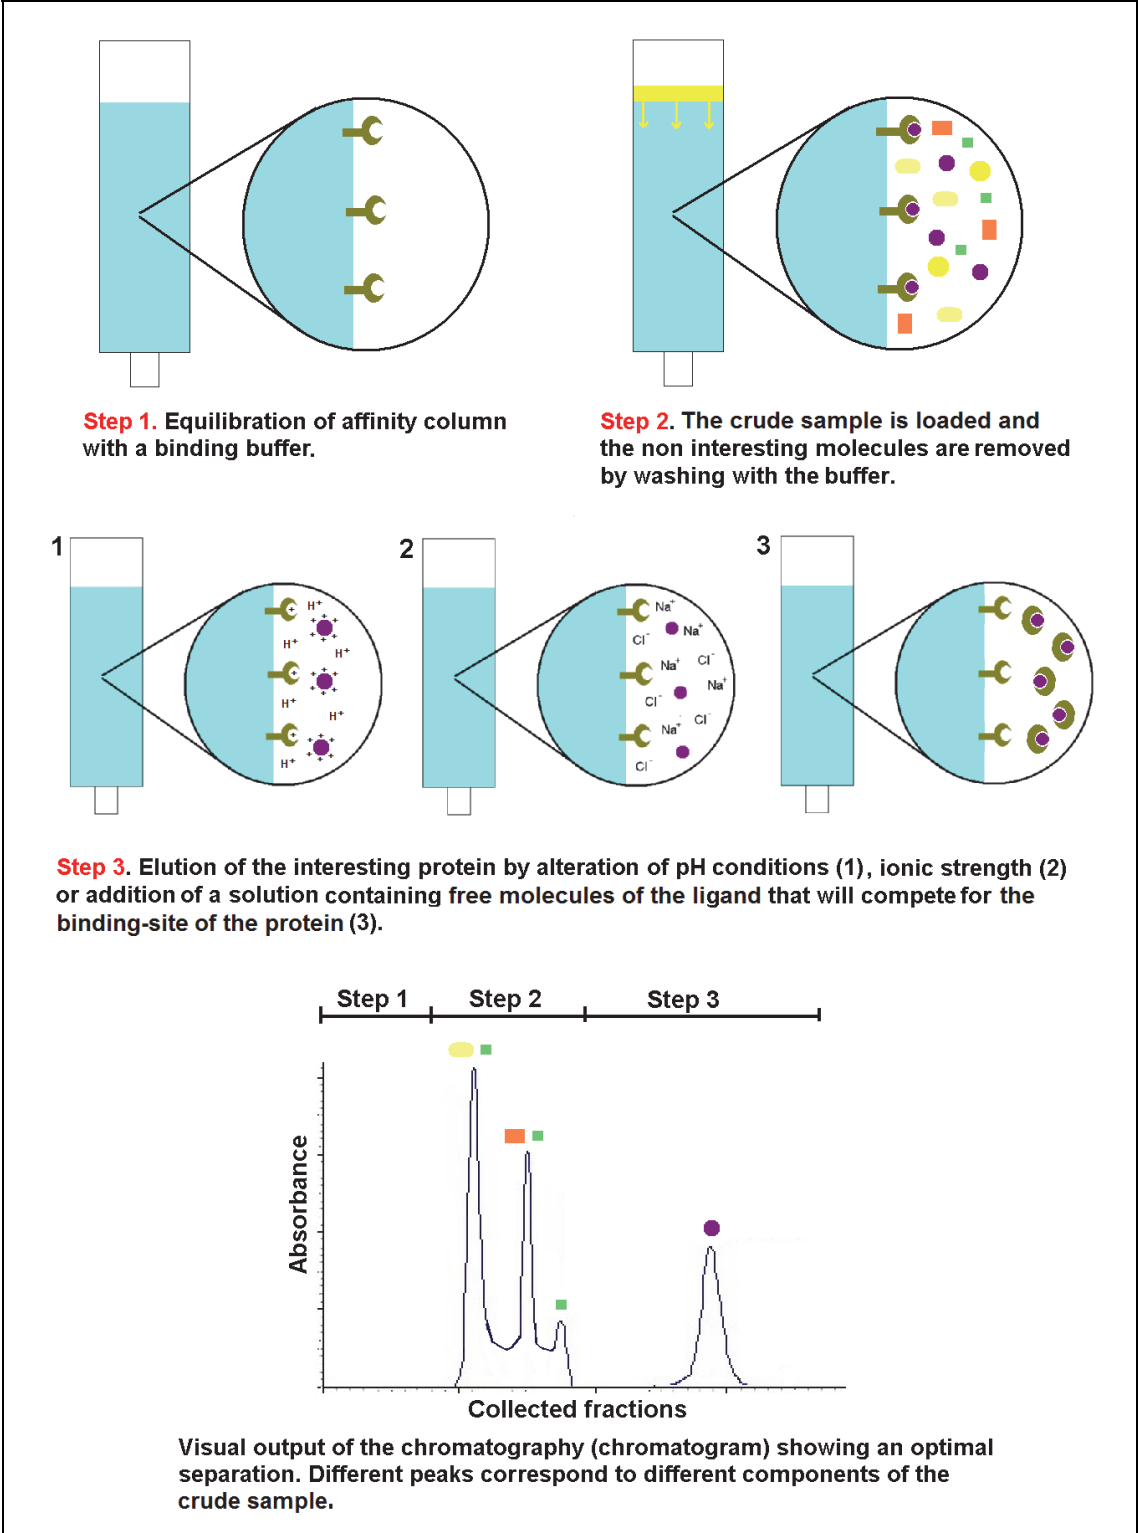 Step 1. Equilibration of affinity column
with a binding buffer.
Step 2. The crude sample is loaded and
the non interesting molecules are removed
by washing with the buffer.
1
H+
H+
H+
H+
H+
H+
2
Na+
Na+
Cl-
Cl-
Na+
Na+
Cl-
Cl-
Na+
Cl-
3
Step 3. Elution of the interesting protein by alteration of pH conditions (1), ionic strength (2)
or addition of a solution containing free molecules of the ligand that will compete for the
binding-site of the protein (3).
Step 1 Step 2 Step 3
Absorbance
Collected fractions
Visual output of the chromatography (chromatogram) showing an optimal
separation. Different peaks correspond to different components of the
crude sample.